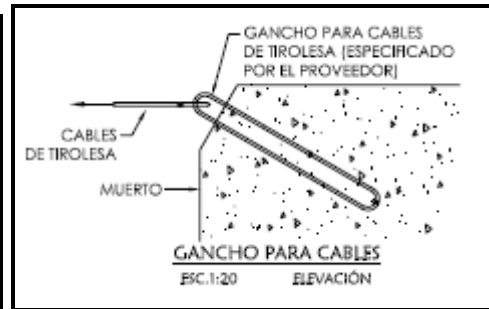 GANCHO PARA CABLES
DE TIROLESA (ESPECIFICADO
POR EL PROVEEDOR)
CABLES
DE TIROLESA
MUERTO
GANCHO PARA CABLES
ESC.1:20 ELEVACIÓN